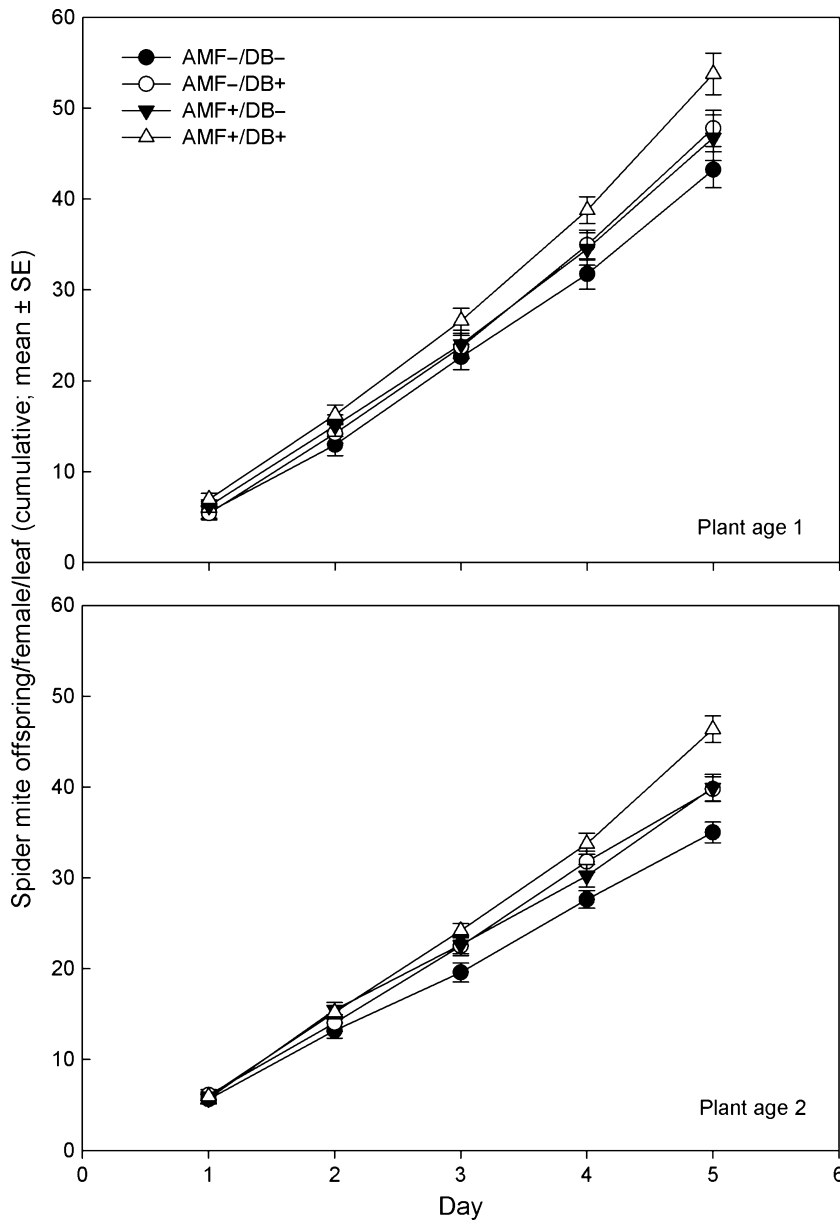 Spider mite offspring/female/leaf (cumulative; mean ± SE)
60
50
40
30
20
10
0
AMF−/DB−
AMF−/DB+
AMF+/DB−
AMF+/DB+
Plant age 1
60
50
40
30
20
10
0
Plant age 2
0 1 2 3 4 5 6
Day